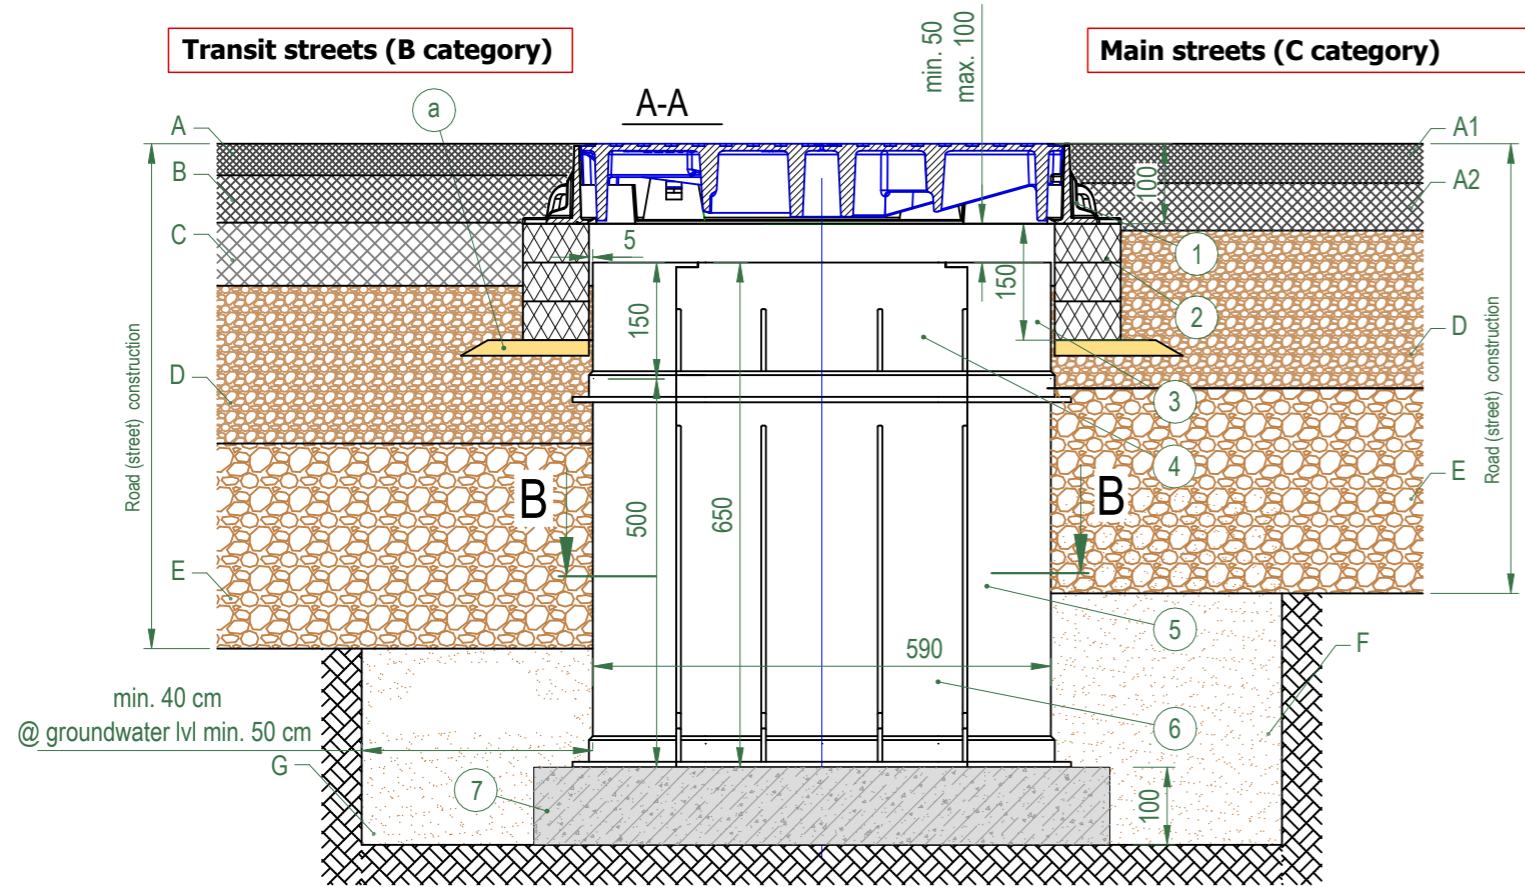 Transit streets (B category)
Main streets (C category)
min. 50
max. 100
A-A
a
A
B
C
D
E
Road (street) construction
A1
A2
D
E
F
Road (street) construction
100
5
150
150
1
2
3
4
5
6
B
B
500
650
590
min. 40 cm
@ groundwater lvl min. 50 cm
G
7
100